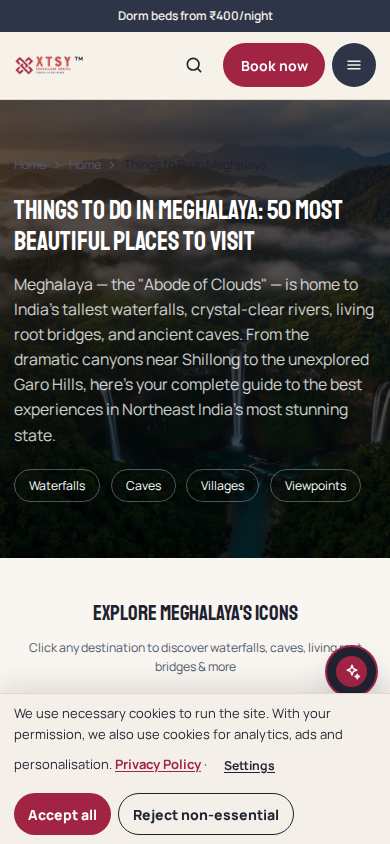 Dorm beds from ₹400/night
XTSY ™
Book now
Home > Home > Things to Do in Meghalaya
THINGS TO DO IN MEGHALAYA: 50 MOST
BEAUTIFUL PLACES TO VISIT
Meghalaya — the "Abode of Clouds" — is home to
India's tallest waterfalls, crystal-clear rivers, living
root bridges, and ancient caves. From the
dramatic canyons near Shillong to the unexplored
Garo Hills, here's your complete guide to the best
experiences in Northeast India's most stunning
state.
Waterfalls Caves Villages Viewpoints
EXPLORE MEGHALAYA'S ICONS
Click any destination to discover waterfalls, caves, living root
bridges & more
We use necessary cookies to run the site. With your
permission, we also use cookies for analytics, ads and
personalisation. Privacy Policy · Settings
Accept all Reject non-essential